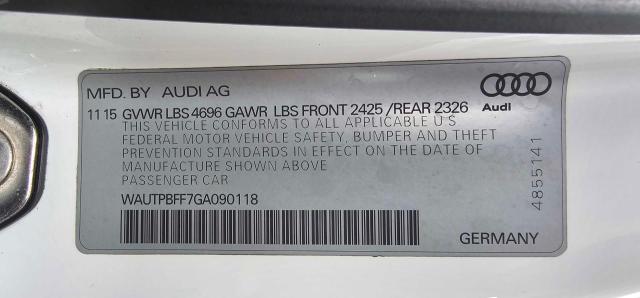 MFD. BY AUDI AG
11 15 GVWR LBS 4696 GAWR LBS FRONT 2425 /REAR 2326
THIS VEHICLE CONFORMS TO ALL APPLICABLE U S
FEDERAL MOTOR VEHICLE SAFETY, BUMPER AND THEFT
PREVENTION STANDARDS IN EFFECT ON THE DATE OF
MANUFACTURE SHOWN ABOVE
PASSENGER CAR
WAUTPBFF7GA090118
Audi
4855141
GERMANY